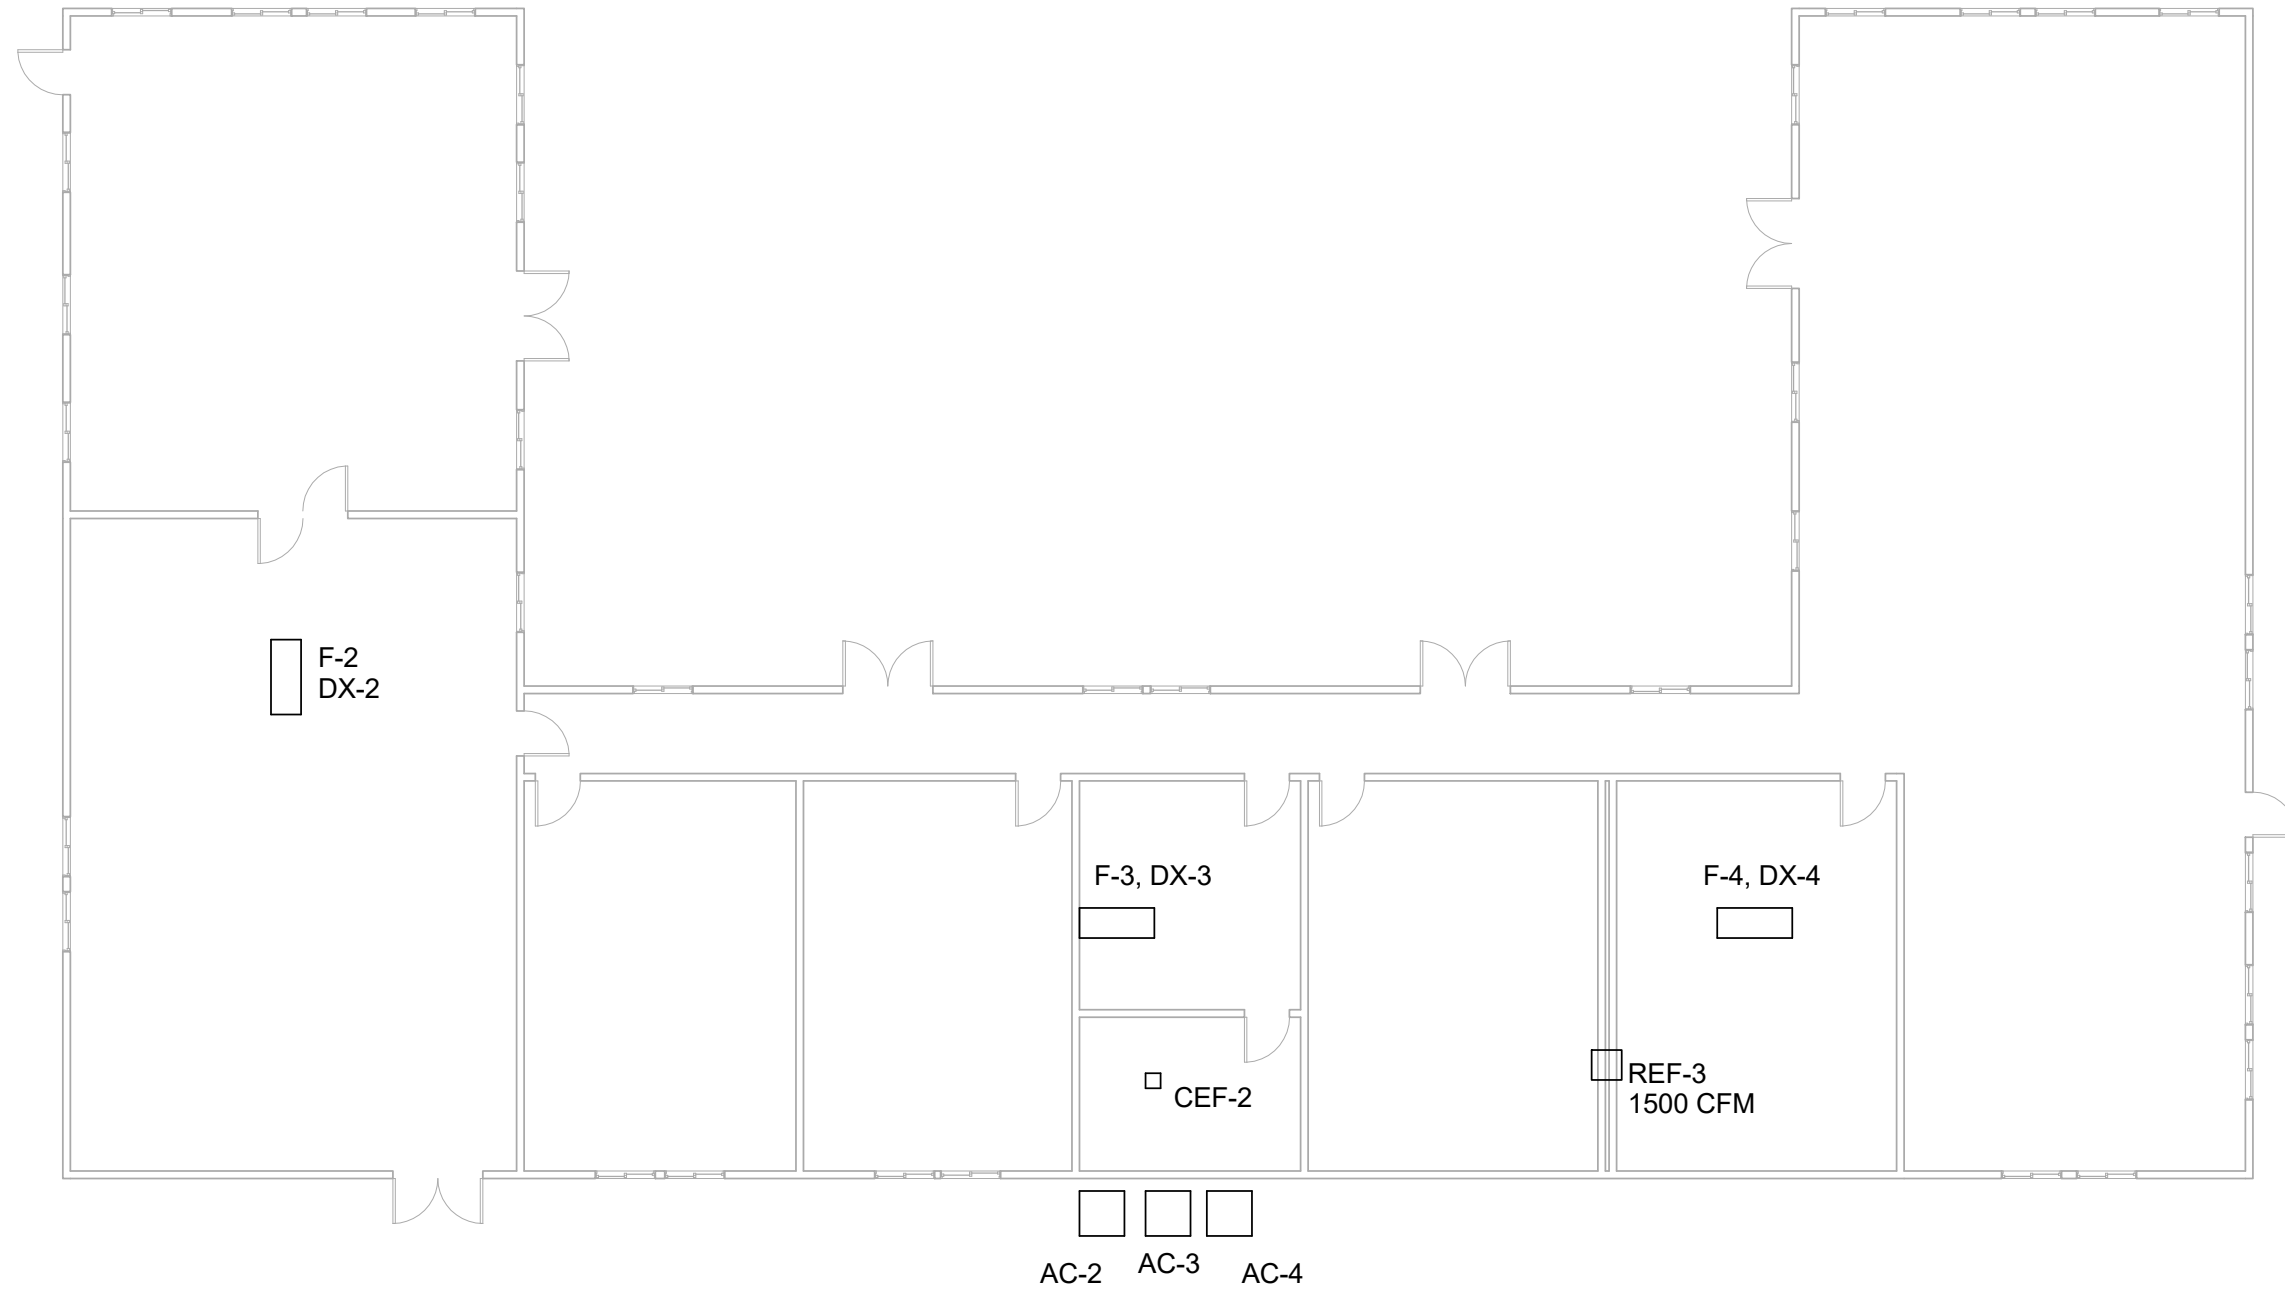 F-2
DX-2
F-3, DX-3
F-4, DX-4
REF-3
1500 CFM
CEF-2
AC-2
AC-3
AC-4